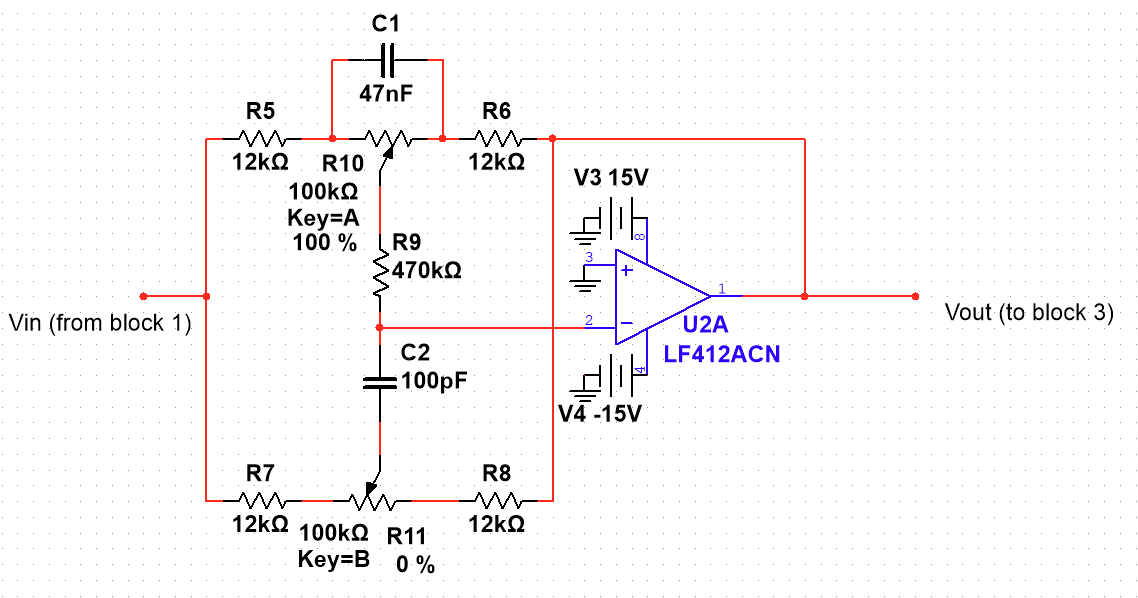 C1
47nF
R5
12kΩ
R6
12kΩ
R10
100kΩ
Key=A
100 %
R9
470kΩ
V3 15V
8
3
+
1
2
−
U2A
LF412ACN
4
V4 -15V
Vin (from block 1)
Vout (to block 3)
C2
100pF
R7
12kΩ
R8
12kΩ
100kΩ
Key=B
R11
0 %